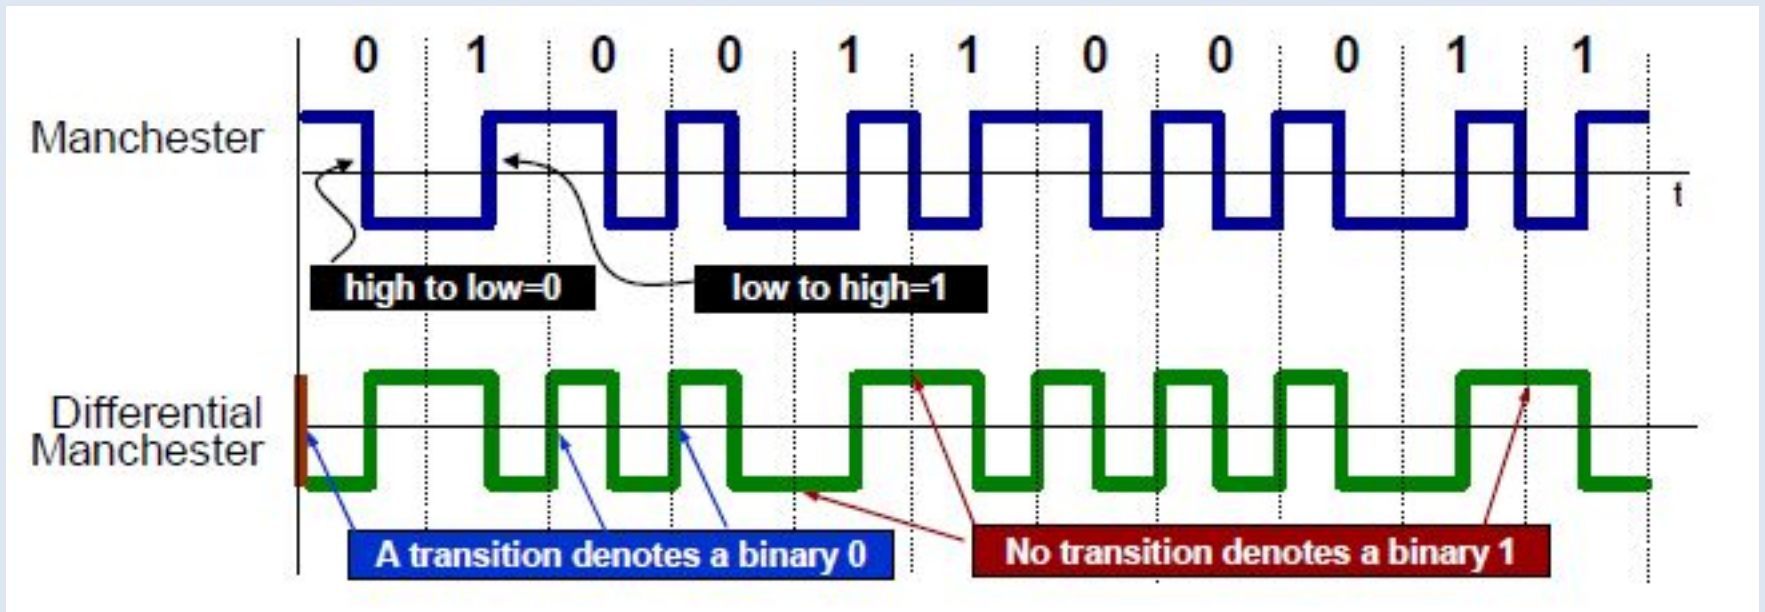 0 1 0 0 1 1 0 0 0 1 1
Manchester
t
high to low=0
low to high=1
Differential
Manchester
A transition denotes a binary 0
No transition denotes a binary 1